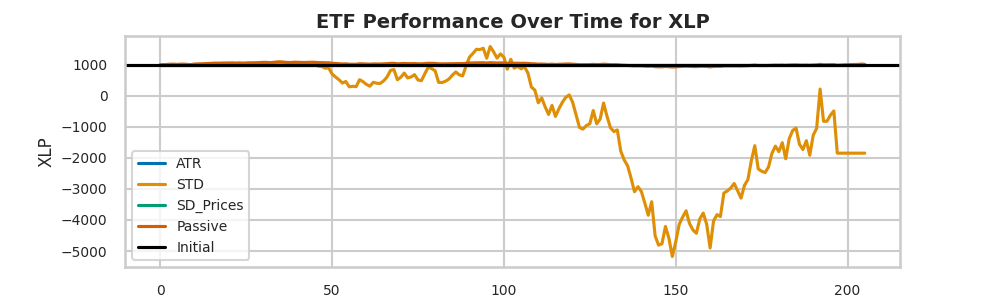 ETF Performance Over Time for XLP
XLP
1000
0
−1000
−2000
−3000
−4000
−5000
ATR
STD
SD_Prices
Passive
Initial
0
50
100
150
200